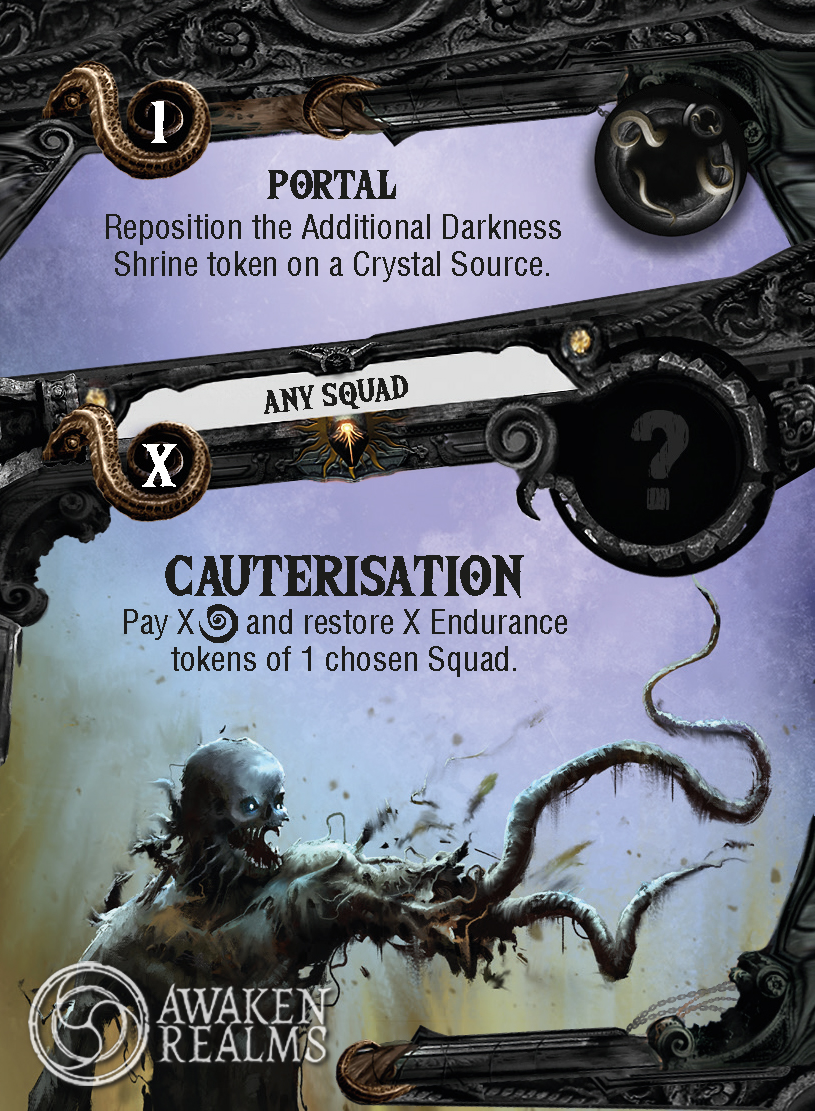 1
PORTAL
Reposition the Additional Darkness
Shrine token on a Crystal Source.
ANY SQUAD
X
?
CAUTERISATION
Pay X and restore X Endurance
tokens of 1 chosen Squad.
AWAKEN
REALMS